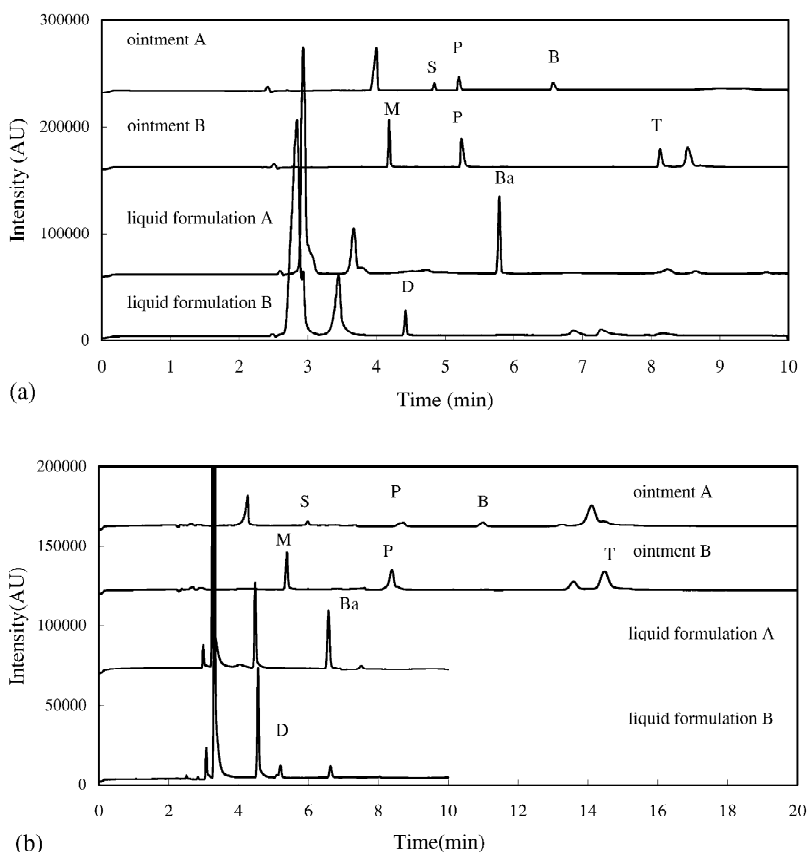 300000
ointment A
P
S
B
200000
ointment B
M
P
T
Ba
liquid formulation A
100000
liquid formulation B
D
0
Intensity (AU)
0 1 2 3 4 5 6 7 8 9 10
Time (min)
(a)
200000
P
ointment A
S
B
150000
M
P
T
ointment B
Ba
100000
liquid formulation A
50000
D
liquid formulation B
0
Intensity(AU)
0 2 4 6 8 10 12 14 16 18 20
Time(min)
(b)